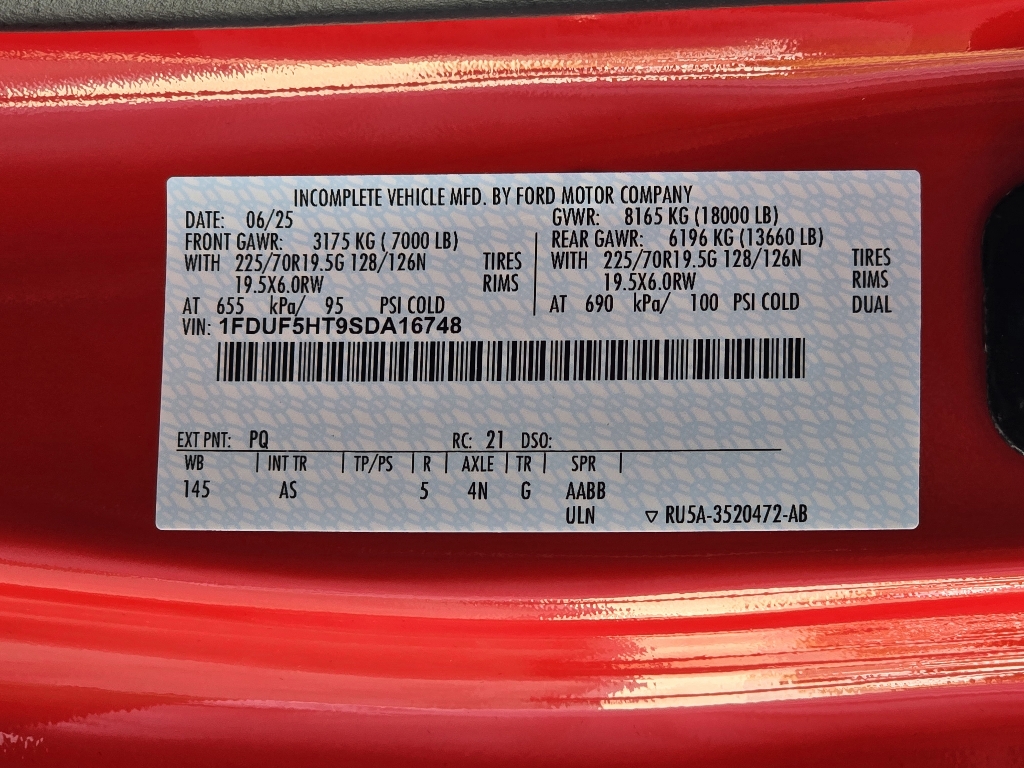 INCOMPLETE VEHICLE MFD. BY FORD MOTOR COMPANY
DATE: 06/25 GVWR: 8165 KG (18000 LB)
FRONT GAWR: 3175 KG ( 7000 LB) REAR GAWR: 6196 KG (13660 LB)
WITH 225/70R19.5G 128/126N TIRES WITH 225/70R19.5G 128/126N TIRES
19.5X6.0RW RIMS 19.5X6.0RW RIMS
AT 655 kPa/ 95 PSI COLD AT 690 kPa/ 100 PSI COLD DUAL
VIN: 1FDUF5HT9SDA16748
EXT PNT: PQ RC: 21 DSO:
WB | INT TR | TP/PS | R | AXLE | TR | SPR |
145 AS 5 4N G AABB
ULN ▽ RU5A-3520472-AB